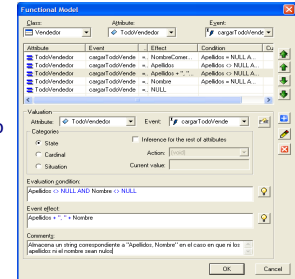 Functional Model
Class: Attribute: Event:
Vendedor TodoVendedor cargarTodoVende
Attribute Event Effect Condition Cu
TodoVendedor cargarTodoVende =.. NombreComer... Apellidos = NULL A...
TodoVendedor cargarTodoVende =.. Apellidos Apellidos <> NULL A...
TodoVendedor cargarTodoVende =.. Apellidos + ", "... Apellidos <> NULL A...
TodoVendedor cargarTodoVende =.. Nombre Apellidos = NULL A...
TodoVendedor cargarTodoVende =.. NULL
Valuation
Attribute: TodoVendedor Event: cargarTodoVende
Categories
State
Cardinal
Situation
Inference for the rest of attributes
Action:
Current value:
Evaluation condition:
Apellidos <> NULL AND Nombre <> NULL
Event effect:
Apellidos + ", " + Nombre
Comments:
Almacena un string correspondiente a "Apellidos, Nombre" en el caso en que ni los
apellidos ni el nombre sean nulos
OK Cancel